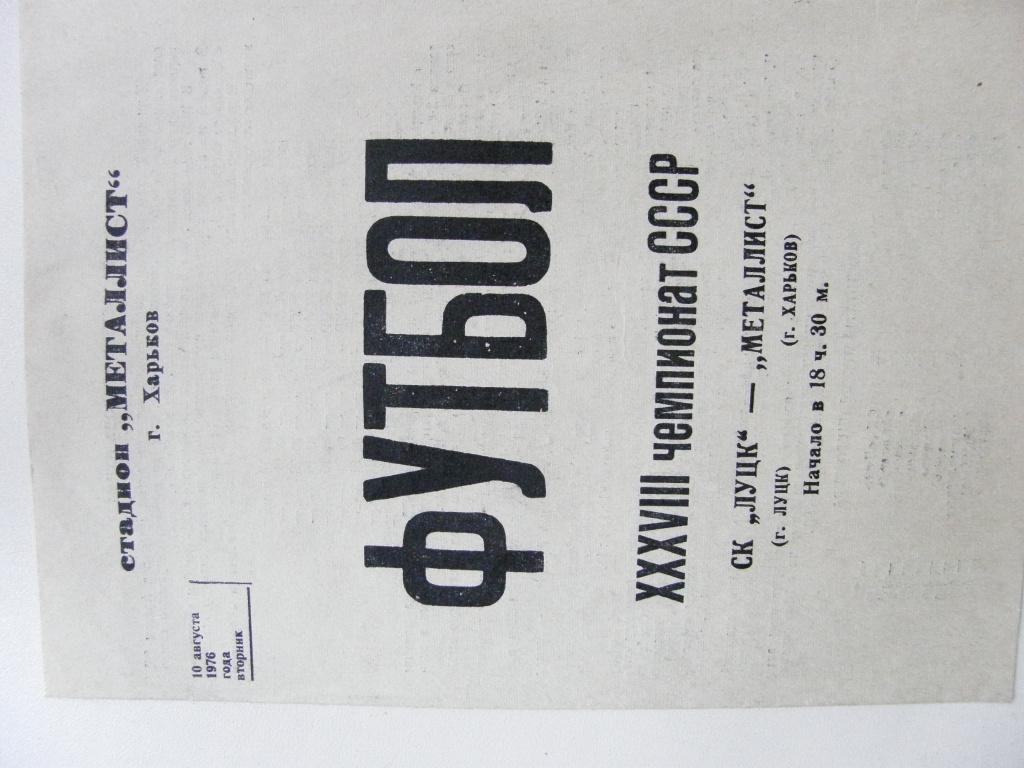 стадион „МЕТАЛЛИСТ“
г. Харьков
10 августа
1976
года
вторник
ФУТБОЛ
XXXVIII чемпионат СССР
СК „ЛУЦК“ — „МЕТАЛЛИСТ“
(г. ЛУЦК) (г. ХАРЬКОВ)
Начало в 18 ч. 30 м.